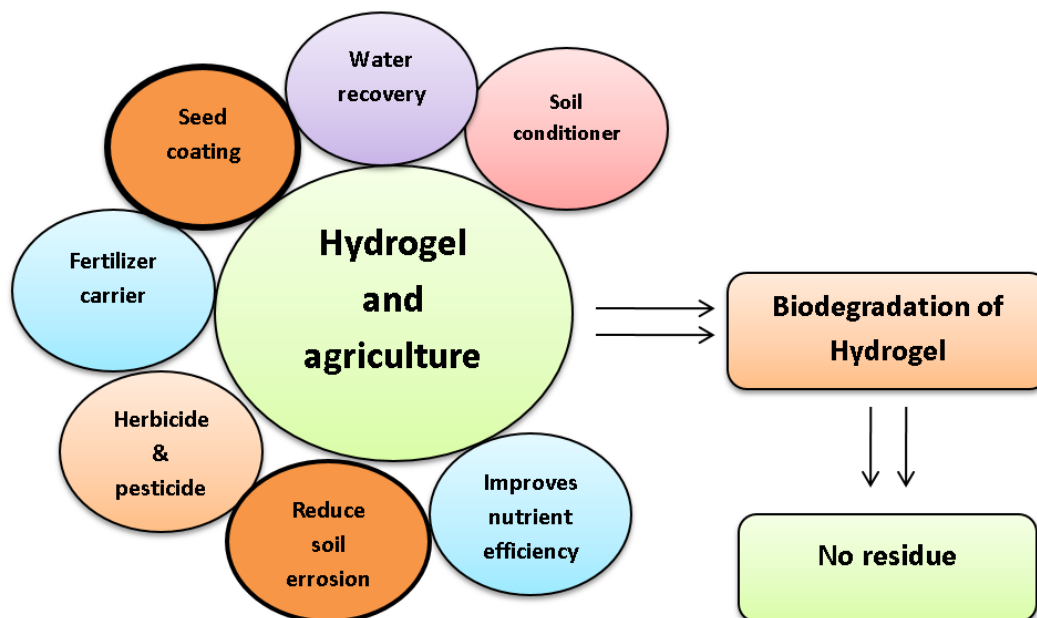 Water
recovery
Soil
conditioner
Seed
coating
Fertilizer
carrier
Hydrogel
and
agriculture
Herbicide
&
pesticide
Reduce
soil
errosion
Improves
nutrient
efficiency
Biodegradation of
Hydrogel
No residue